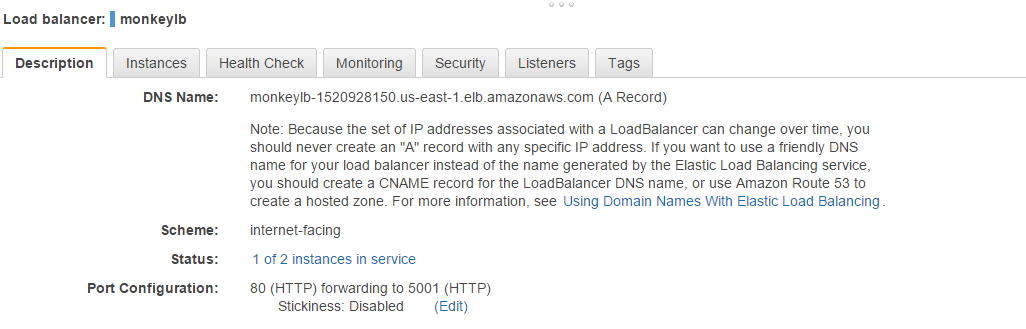 Load balancer: monkeylb
Description Instances Health Check Monitoring Security Listeners Tags
DNS Name: monkeylb-1520928150.us-east-1.elb.amazonaws.com (A Record)
Note: Because the set of IP addresses associated with a LoadBalancer can change over time, you
should never create an "A" record with any specific IP address. If you want to use a friendly DNS
name for your load balancer instead of the name generated by the Elastic Load Balancing service,
you should create a CNAME record for the LoadBalancer DNS name, or use Amazon Route 53 to
create a hosted zone. For more information, see Using Domain Names With Elastic Load Balancing.
Scheme: internet-facing
Status: 1 of 2 instances in service
Port Configuration: 80 (HTTP) forwarding to 5001 (HTTP)
Stickiness: Disabled (Edit)